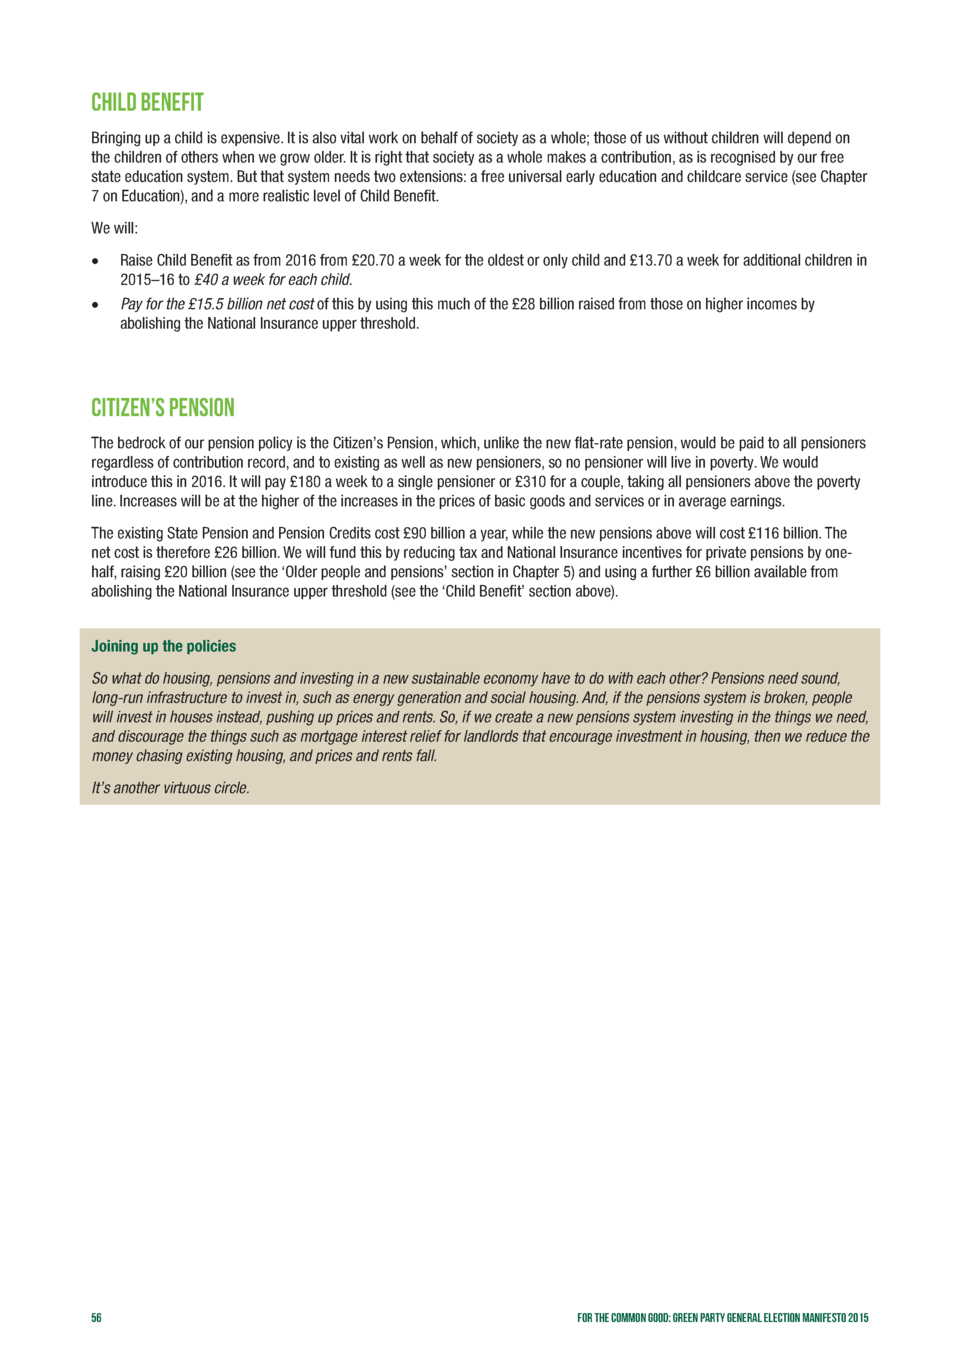 CHILD BENEFIT
Bringing up a child is expensive. It is also vital work on behalf of society as a whole; those of us without children will depend on
the children of others when we grow older. It is right that society as a whole makes a contribution, as is recognised by our free
state education system. But that system needs two extensions: a free universal early education and childcare service (see Chapter
7 on Education), and a more realistic level of Child Benefit.
We will:
• Raise Child Benefit as from 2016 from £20.70 a week for the oldest or only child and £13.70 a week for additional children in
2015–16 to £40 a week for each child.
• Pay for the £15.5 billion net cost of this by using this much of the £28 billion raised from those on higher incomes by
abolishing the National Insurance upper threshold.
CITIZEN'S PENSION
The bedrock of our pension policy is the Citizen's Pension, which, unlike the new flat-rate pension, would be paid to all pensioners
regardless of contribution record, and to existing as well as new pensioners, so no pensioner will live in poverty. We would
introduce this in 2016. It will pay £180 a week to a single pensioner or £310 for a couple, taking all pensioners above the poverty
line. Increases will be at the higher of the increases in the prices of basic goods and services or in average earnings.
The existing State Pension and Pension Credits cost £90 billion a year, while the new pensions above will cost £116 billion. The
net cost is therefore £26 billion. We will fund this by reducing tax and National Insurance incentives for private pensions by one-
half, raising £20 billion (see the 'Older people and pensions' section in Chapter 5) and using a further £6 billion available from
abolishing the National Insurance upper threshold (see the 'Child Benefit' section above).
Joining up the policies
So what do housing, pensions and investing in a new sustainable economy have to do with each other? Pensions need sound,
long-run infrastructure to invest in, such as energy generation and social housing. And, if the pensions system is broken, people
will invest in houses instead, pushing up prices and rents. So, if we create a new pensions system investing in the things we need,
and discourage the things such as mortgage interest relief for landlords that encourage investment in housing, then we reduce the
money chasing existing housing, and prices and rents fall.
It's another virtuous circle.
56 FOR THE COMMON GOOD: GREEN PARTY GENERAL ELECTION MANIFESTO 2015